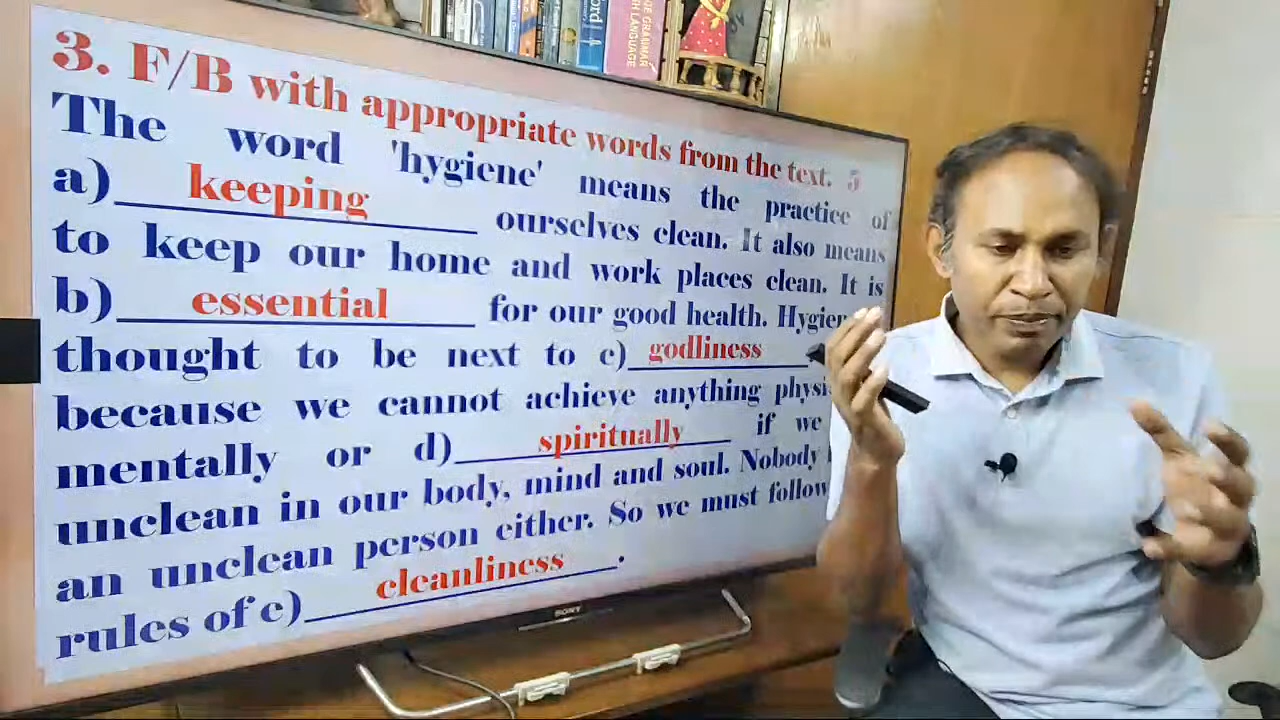 3. F/B with appropriate words from the text. 5
The word 'hygiene' means the practice of
a) keeping ourselves clean. It also means
to keep our home and work places clean. It is
b) essential for our good health.
thought to be next to c) godliness
because we cannot achieve anything
mentally or d) spiritually if we
unclean in our body, mind and soul. Nobody
an unclean person either. So we must follow
rules of e) cleanliness.
SONY
GRAMMAR
LANGUAGE